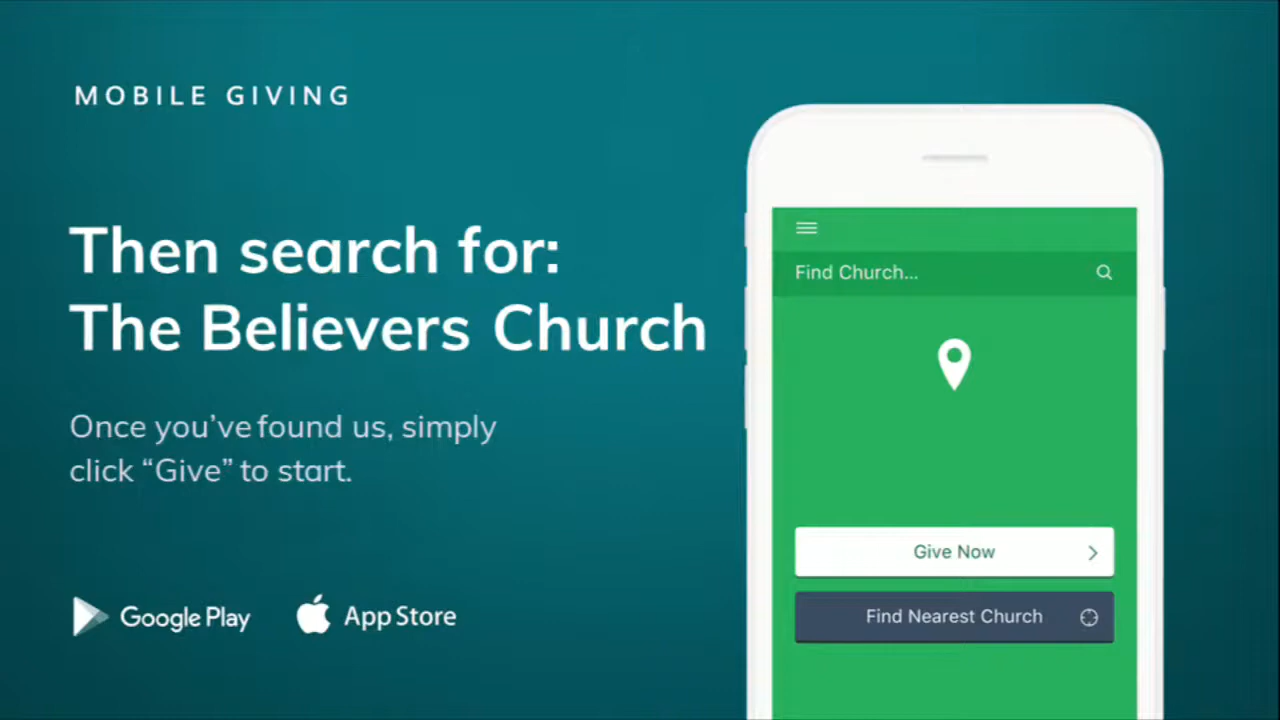 MOBILE GIVING
Then search for:
The Believers Church
Once you’ve found us, simply
click “Give” to start.
Google Play
App Store
Find Church...
Give Now
Find Nearest Church